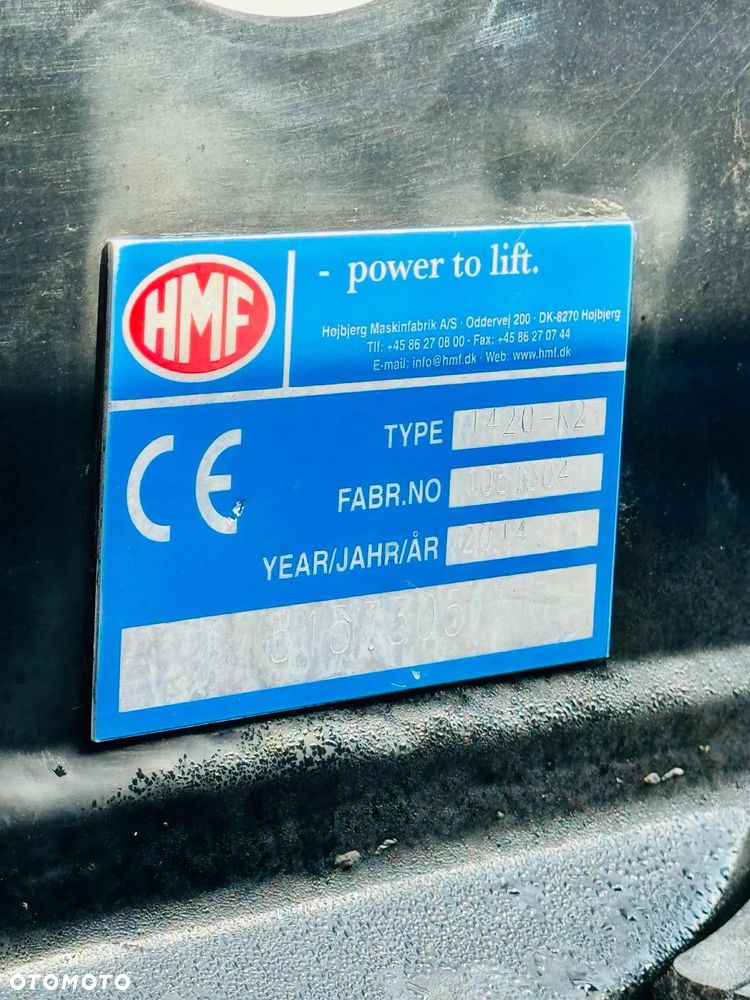 HMF
- power to lift.
Højbjerg Maskinfabrik A/S · Oddervej 200 · DK-8270 Højbjerg
Tlf: +45 86 27 08 00 · Fax: +45 86 27 07 44
E-mail: info@hmf.dk · Web: www.hmf.dk
CE
TYPE 1420-K2
FABR.NO
YEAR/JAHR/ÅR 2014
OTOMOTO